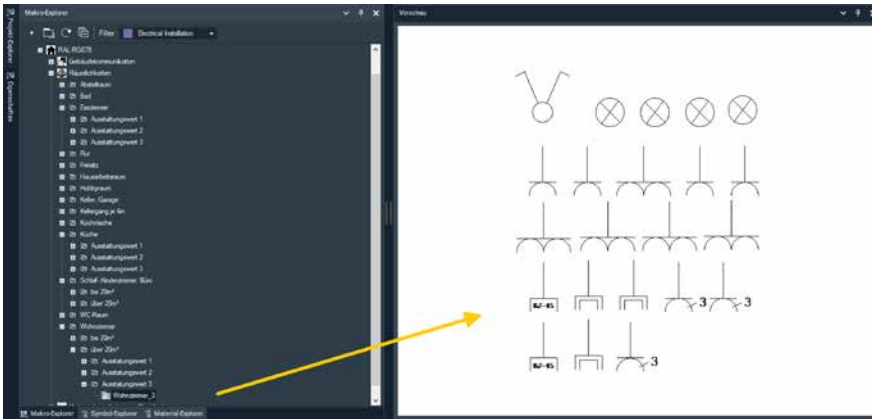 Projekt-Explorer
Eigenschaften
Makro-Explorer
Filter:
Electrical Installation
RAL-RG678
Gebäudekommunikation
Räumlichkeiten
Abstellraum
Bad
Esszimmer
Ausstattungswert 1
Ausstattungswert 2
Ausstattungswert 3
Flur
Freisitz
Hausarbeitsraum
Hobbyraum
Keller, Garage
Kellergang je 6m
Kochnische
Küche
Ausstattungswert 1
Ausstattungswert 2
Ausstattungswert 3
Schlaf-,Kinderzimmer, Büro
bis 20m²
über 20m²
WC-Raum
Wohnzimmer
bis 20m²
über 20m²
Ausstattungswert 1
Ausstattungswert 2
Ausstattungswert 3
Wohnzimmer_3
Makro-Explorer
Symbol-Explorer
Material-Explorer
Vorschau
RJ-45
3
3
RJ-45
3